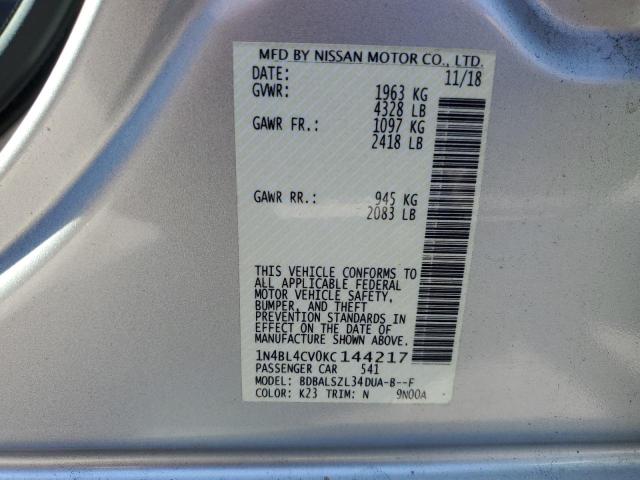 MFD BY NISSAN MOTOR CO., LTD.
DATE: 11/18
GVWR: 1963 KG
4328 LB
GAWR FR.: 1097 KG
2418 LB
GAWR RR.: 945 KG
2083 LB
THIS VEHICLE CONFORMS TO
ALL APPLICABLE FEDERAL
MOTOR VEHICLE SAFETY,
BUMPER, AND THEFT
PREVENTION STANDARDS IN
EFFECT ON THE DATE OF
MANUFACTURE SHOWN ABOVE.
1N4BL4CV0KC144217
PASSENGER CAR 541
MODEL: BDBALSZL34DUA-B--F
COLOR: K23 TRIM: N 9N00A